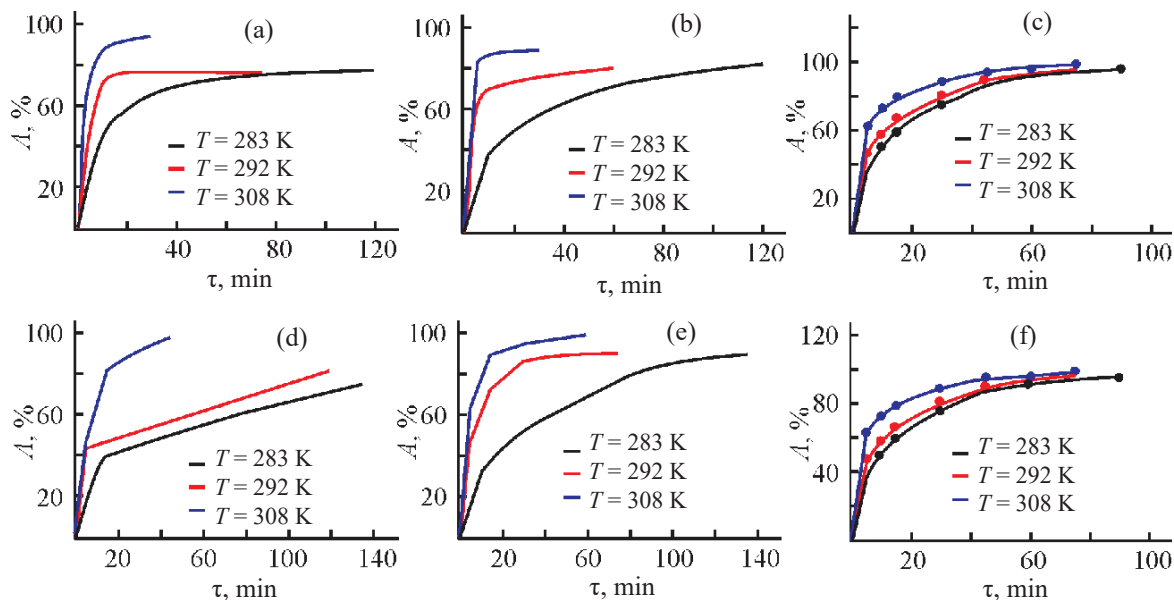 (a)
100
60
20
A, %
T = 283 K
T = 292 K
T = 308 K
40 80 120
τ, min
(b)
100
60
20
A, %
T = 283 K
T = 292 K
T = 308 K
40 80 120
τ, min
(c)
100
60
20
A, %
T = 283 K
T = 292 K
T = 308 K
20 60 100
τ, min
(d)
100
60
20
A, %
T = 283 K
T = 292 K
T = 308 K
20 60 100 140
τ, min
(e)
100
60
20
A, %
T = 283 K
T = 292 K
T = 308 K
20 60 100 140
τ, min
(f)
120
80
40
A, %
T = 283 K
T = 292 K
T = 308 K
20 60 100
τ, min